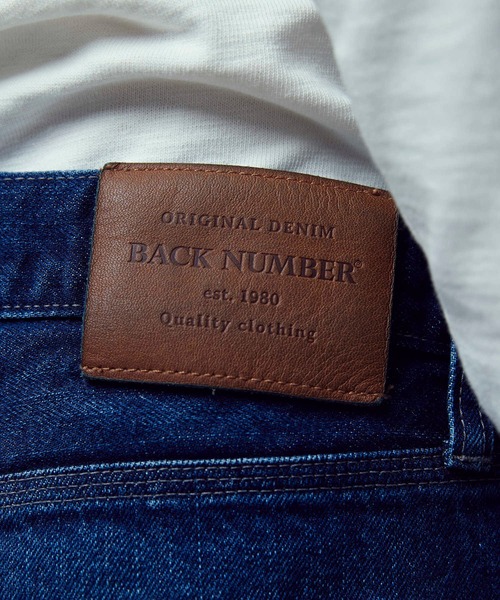 ORIGINAL DENIM
BACK NUMBER©
est. 1980
Quality clothing